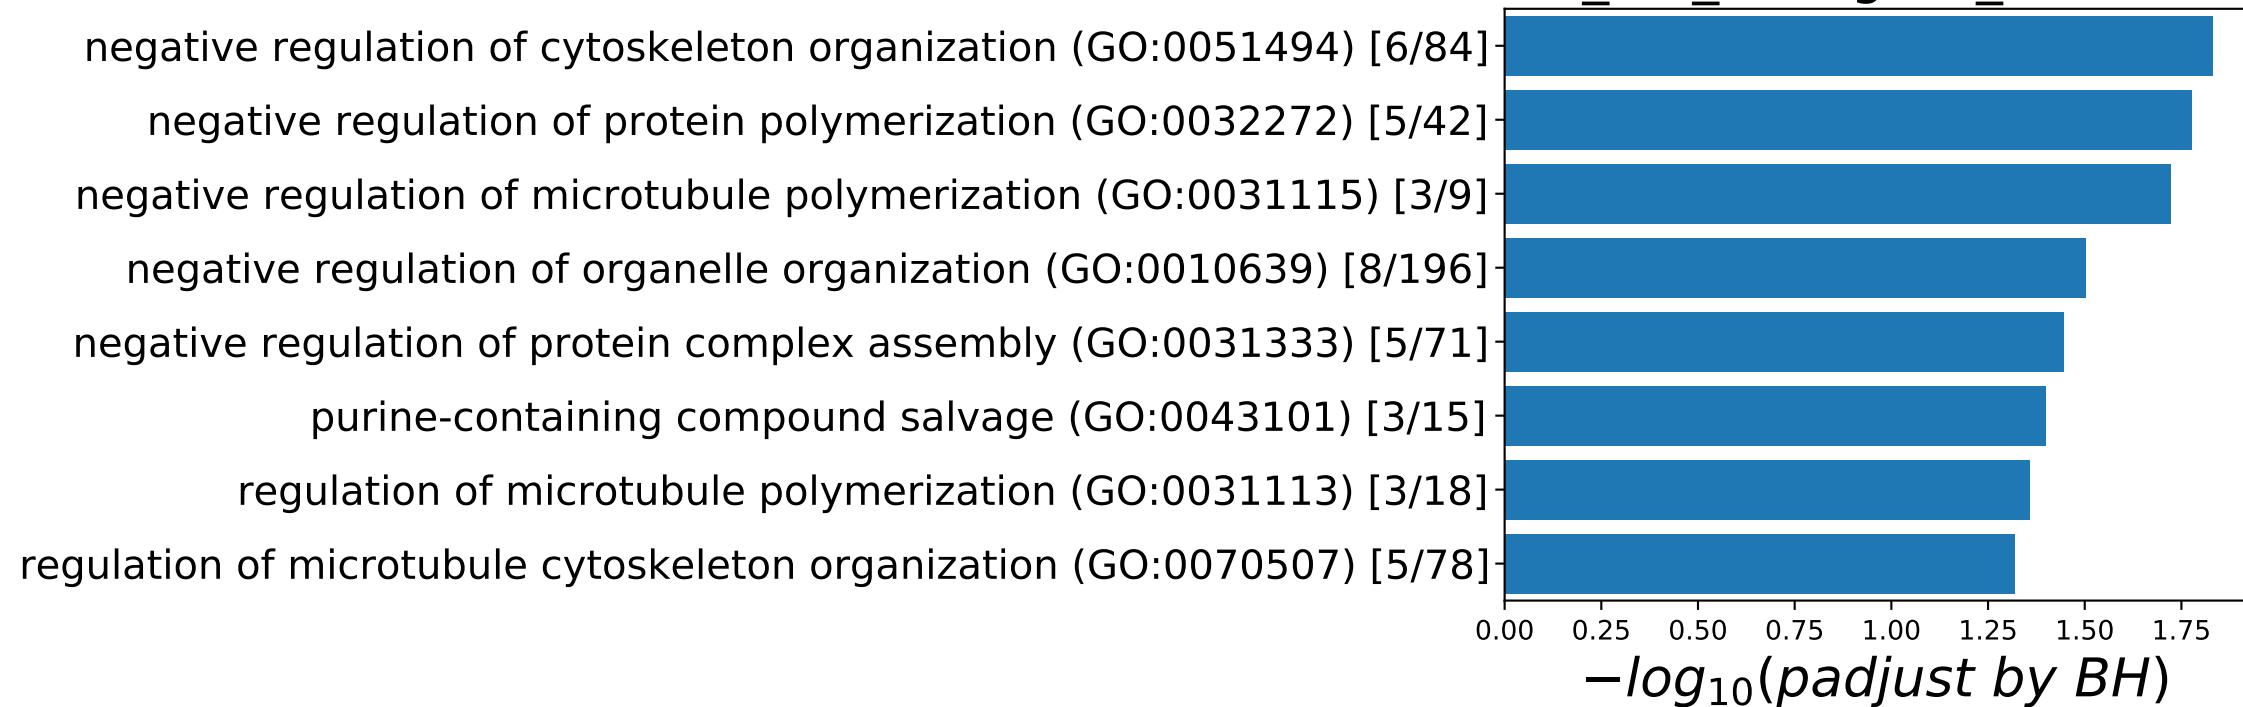 negative regulation of cytoskeleton organization (GO:0051494) [6/84]
negative regulation of protein polymerization (GO:0032272) [5/42]
negative regulation of microtubule polymerization (GO:0031115) [3/9]
negative regulation of organelle organization (GO:0010639) [8/196]
negative regulation of protein complex assembly (GO:0031333) [5/71]
purine-containing compound salvage (GO:0043101) [3/15]
regulation of microtubule polymerization (GO:0031113) [3/18]
regulation of microtubule cytoskeleton organization (GO:0070507) [5/78]
0.00 0.25 0.50 0.75 1.00 1.25 1.50 1.75
−log₁₀(padjust by BH)